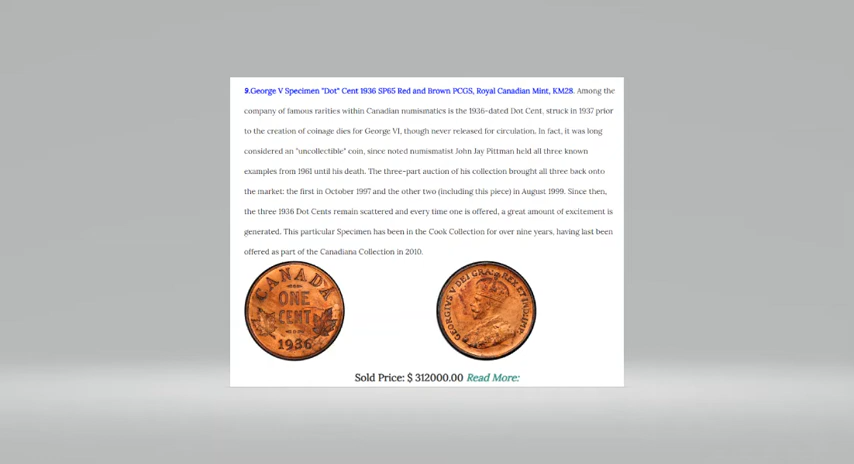 9.George V Specimen "Dot" Cent 1936 SP65 Red and Brown PCGS, Royal Canadian Mint, KM28. Among the
company of famous rarities within Canadian numismatics is the 1936-dated Dot Cent, struck in 1937 prior
to the creation of coinage dies for George VI, though never released for circulation. In fact, it was long
considered an "uncollectible" coin, since noted numismatist John Jay Pittman held all three known
examples from 1961 until his death. The three-part auction of his collection brought all three back onto
the market: the first in October 1997 and the other two (including this piece) in August 1999. Since then,
the three 1936 Dot Cents remain scattered and every time one is offered, a great amount of excitement is
generated. This particular Specimen has been in the Cook Collection for over nine years, having last been
offered as part of the Canadiana Collection in 2010.
CANADA
ONE
CENT
1936
GEORGIVS V DEI GRA: REX ET IND:IMP:
Sold Price: $ 312000.00 Read More: